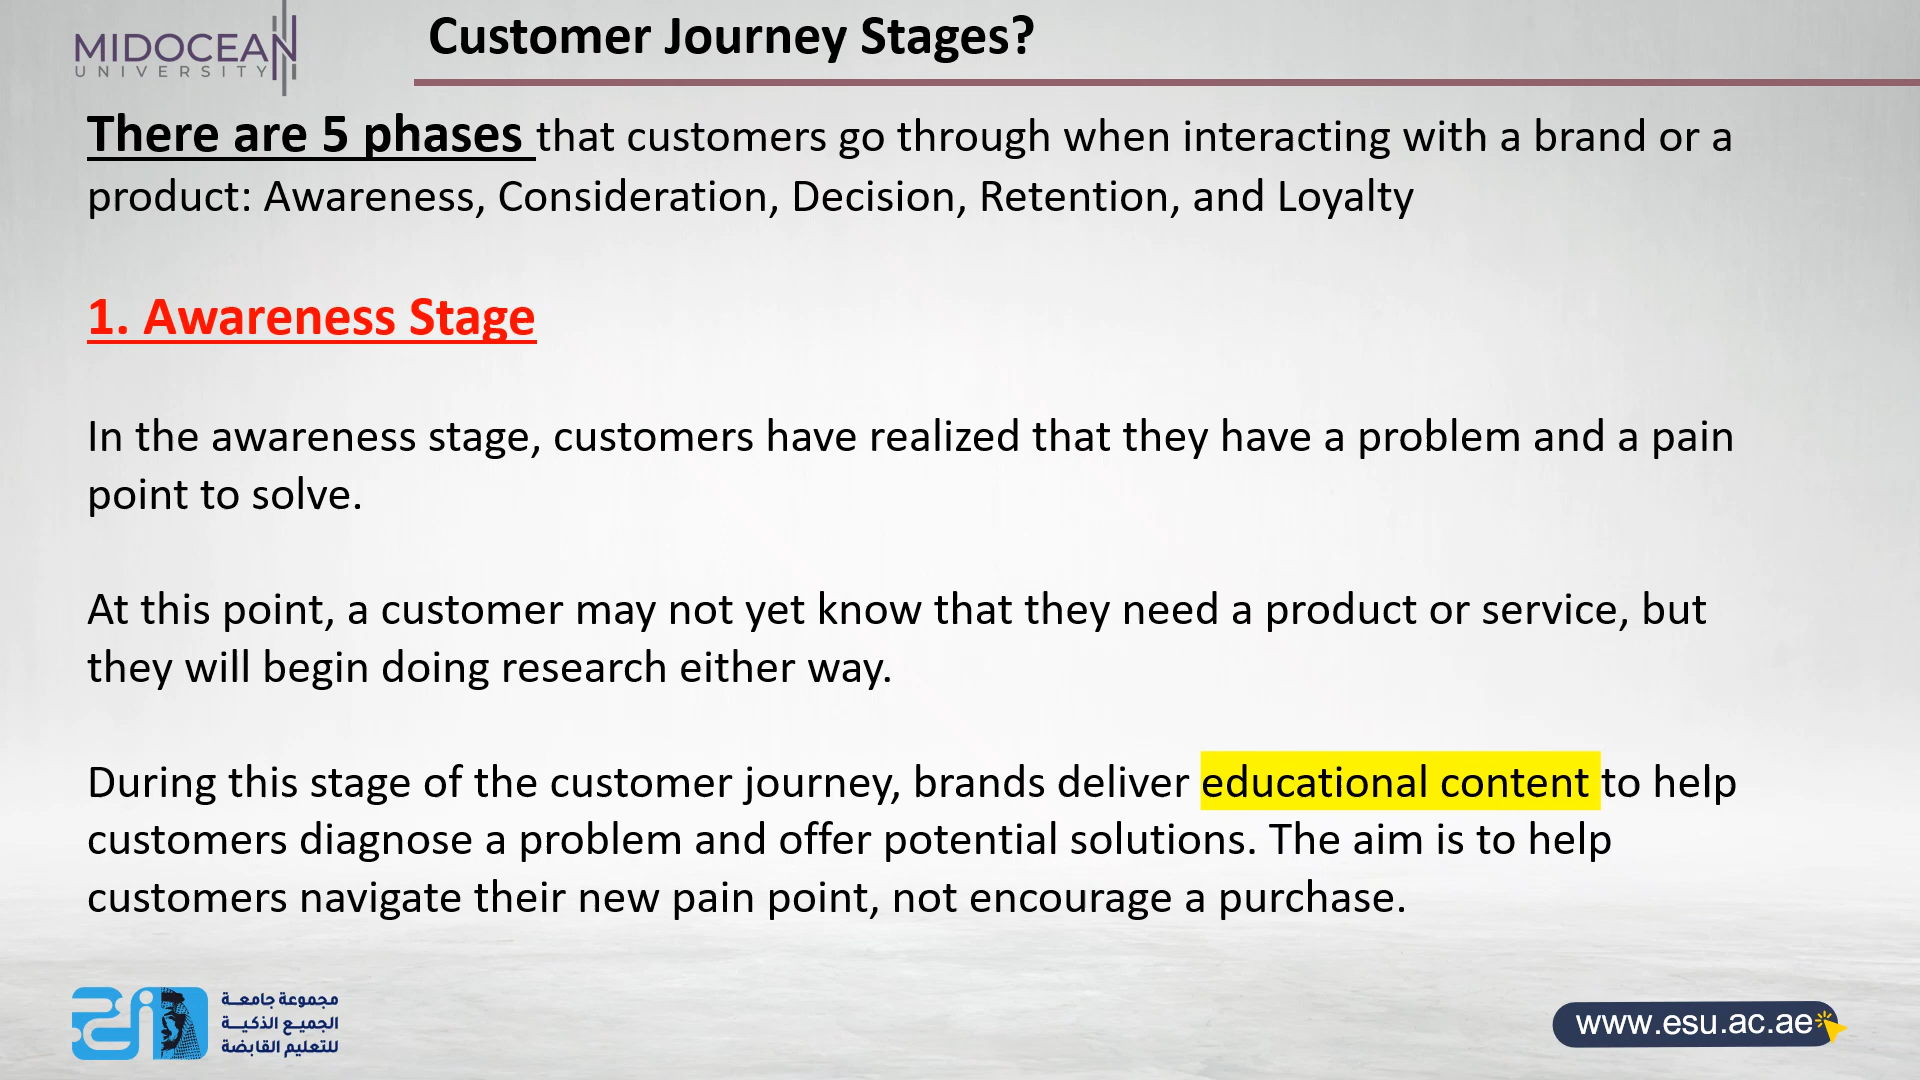 MIDOCEAN
UNIVERSITY
Customer Journey Stages?
There are 5 phases that customers go through when interacting with a brand or a
product: Awareness, Consideration, Decision, Retention, and Loyalty
1. Awareness Stage
In the awareness stage, customers have realized that they have a problem and a pain
point to solve.
At this point, a customer may not yet know that they need a product or service, but
they will begin doing research either way.
During this stage of the customer journey, brands deliver educational content to help
customers diagnose a problem and offer potential solutions. The aim is to help
customers navigate their new pain point, not encourage a purchase.
مجموعة جامعة
الجميع الذكية
للتعليم القابضة
www.esu.ac.ae